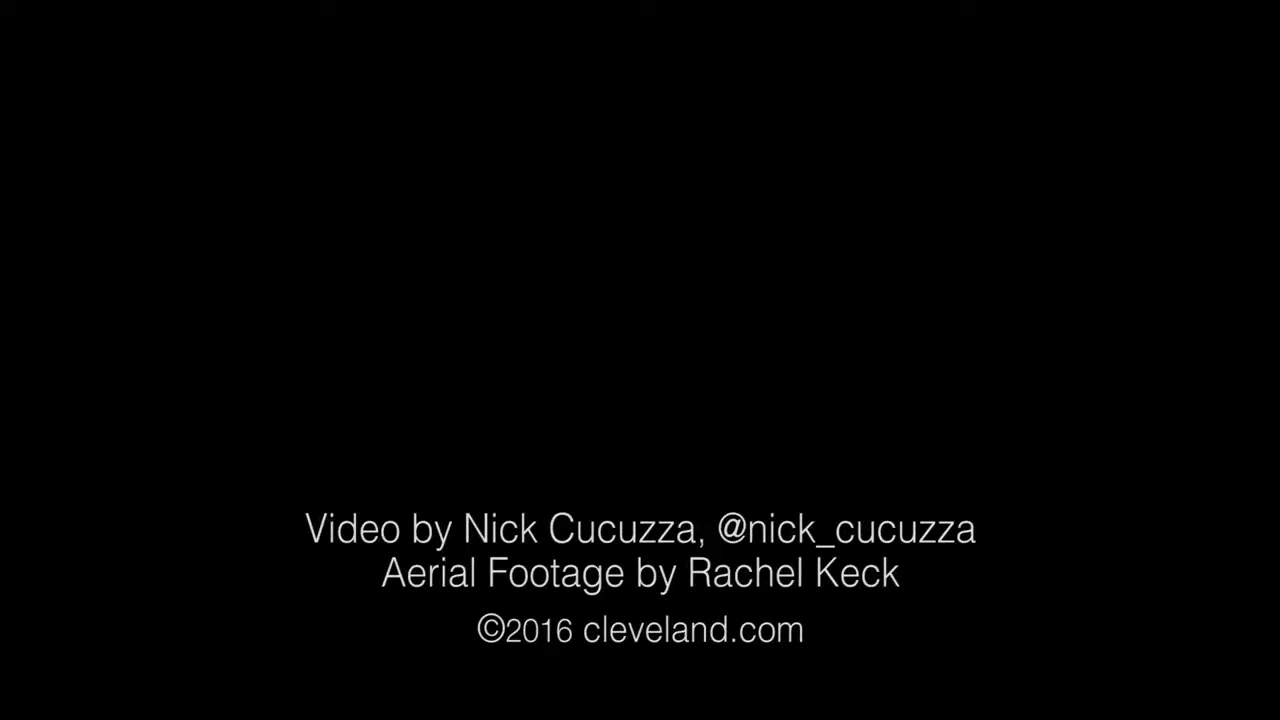 Video by Nick Cucuzza, @nick_cucuzza
Aerial Footage by Rachel Keck
©2016 cleveland.com